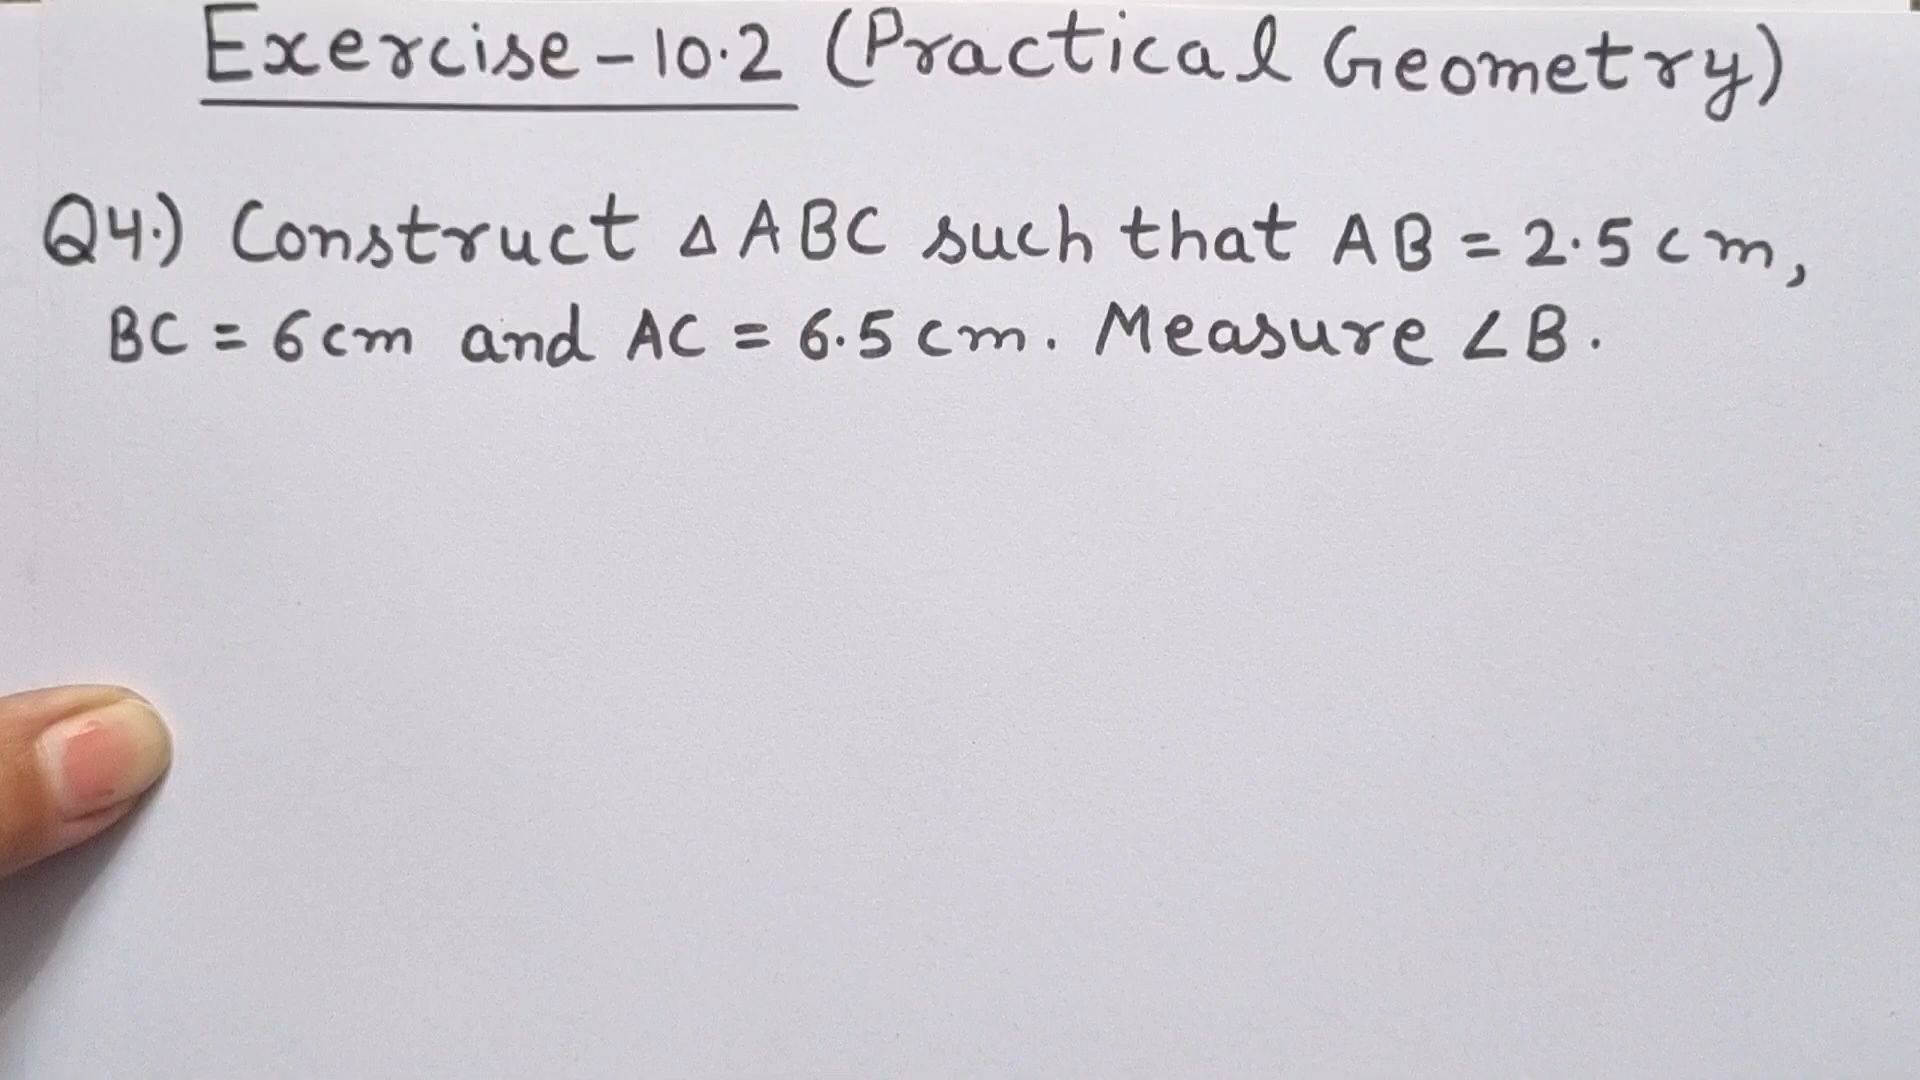 Exercise-10.2 (Practical Geometry)
Q4.) Construct △ABC such that AB = 2.5 cm,
BC = 6 cm and AC = 6.5 cm. Measure ∠B.